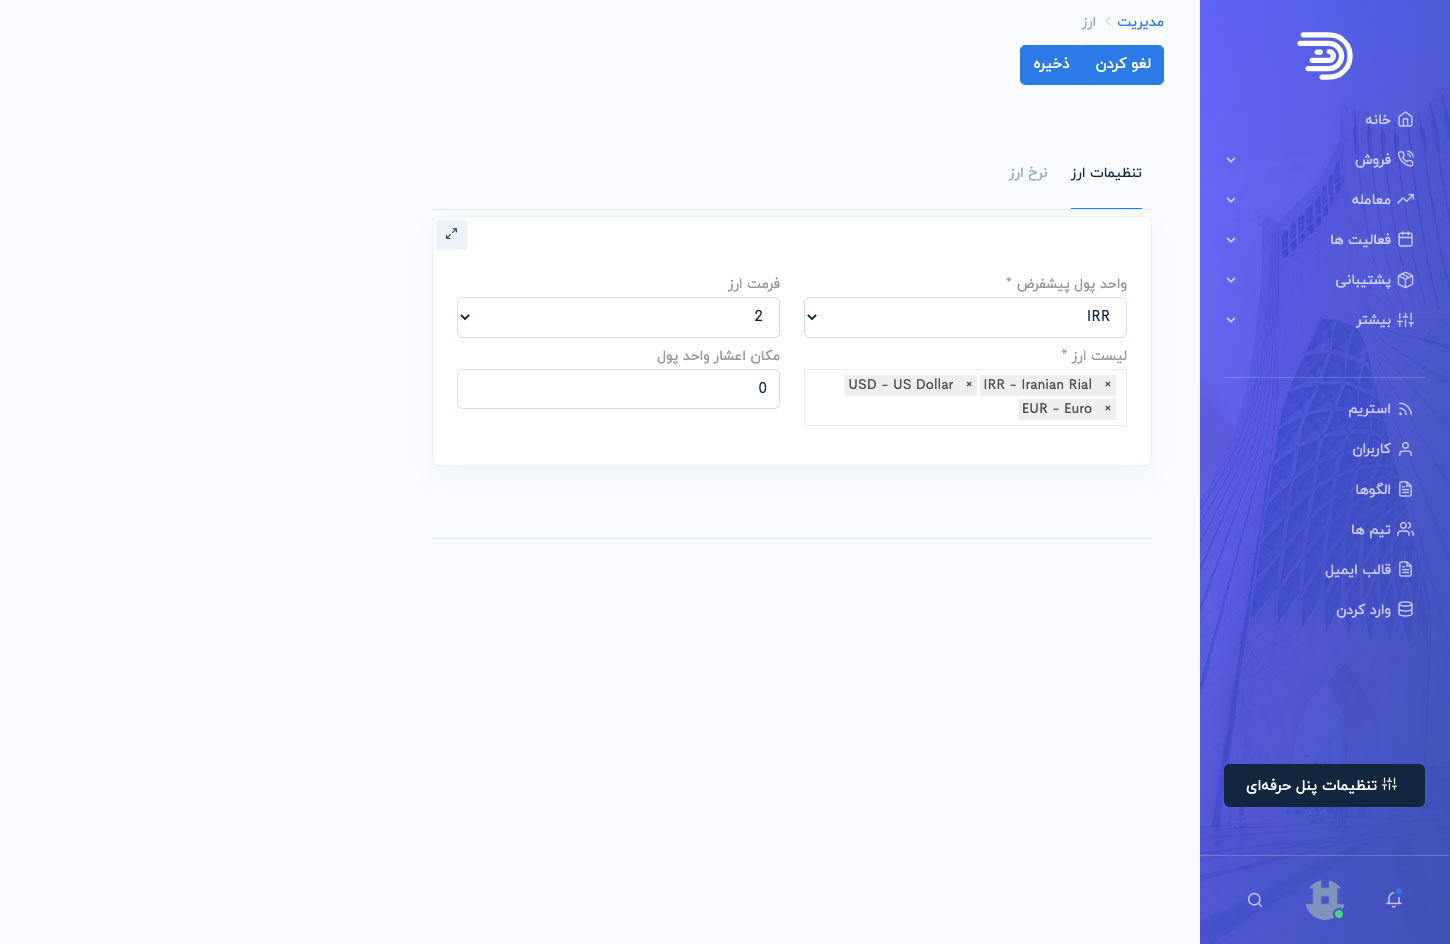 خانه
فروش
معامله
فعالیت ها
پشتیبانی
بیشتر
استریم
کاربران
الگوها
تیم ها
قالب ایمیل
وارد کردن
تنظیمات پنل حرفه‌ای
مدیریت > ارز
لغو کردن ذخیره
تنظیمات ارز نرخ ارز
واحد پول پیشفرض * فرمت ارز
IRR 2
لیست ارز * مکان اعشار واحد پول
× IRR - Iranian Rial × USD - US Dollar 0
× EUR - Euro